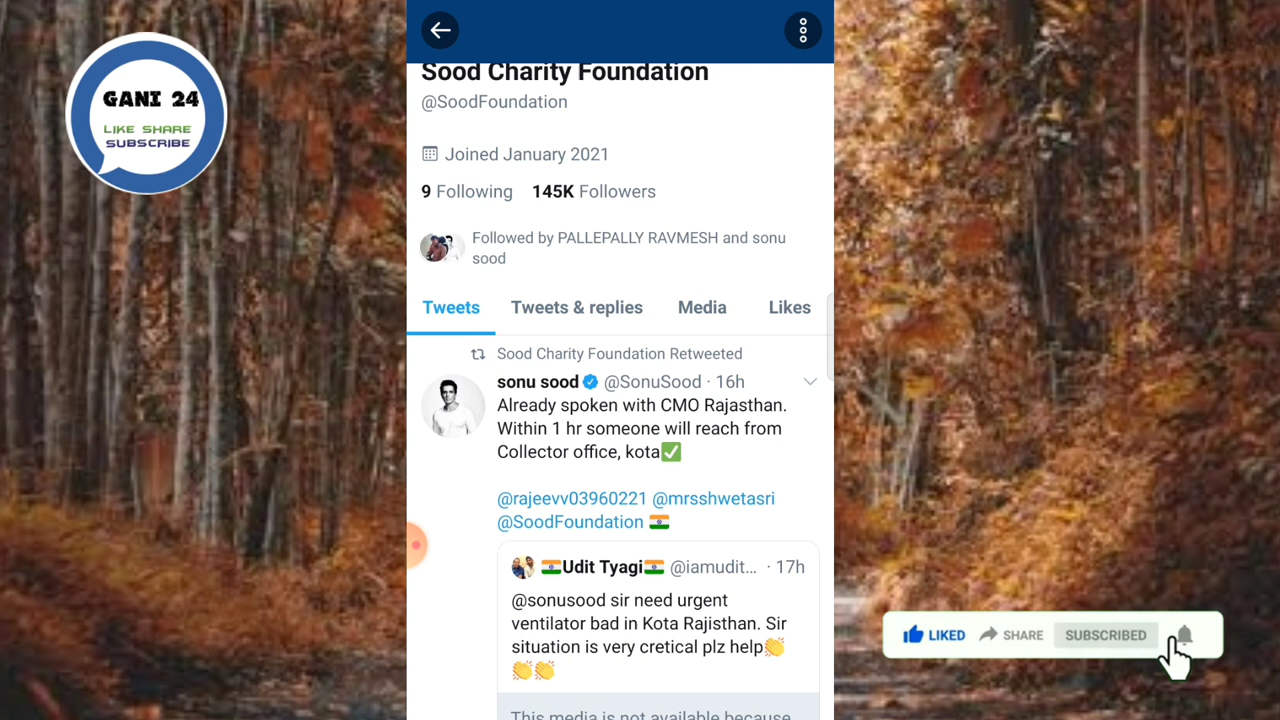 GANI 24
LIKE SHARE
SUBSCRIBE
Sood Charity Foundation
@SoodFoundation
Joined January 2021
9 Following 145K Followers
Followed by PALLEPALLY RAVMESH and sonu
sood
Tweets Tweets & replies Media Likes
Sood Charity Foundation Retweeted
sonu sood @SonuSood · 16h
Already spoken with CMO Rajasthan.
Within 1 hr someone will reach from
Collector office, kota✅
@rajeevv03960221 @mrsshwetasri
@SoodFoundation 🇮🇳
🇮🇳Udit Tyagi🇮🇳 @iamudit... · 17h
@sonusood sir need urgent
ventilator bad in Kota Rajisthan. Sir
situation is very cretical plz help👏
👏👏
This media is not available because
LIKED SHARE SUBSCRIBED